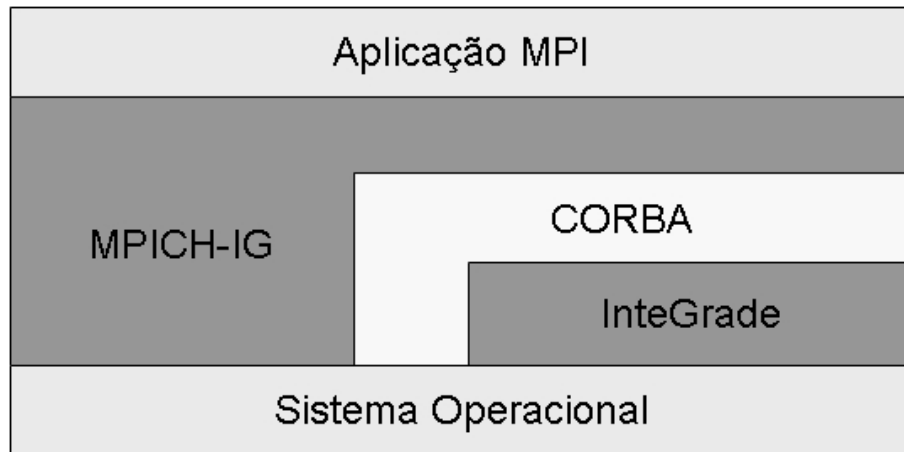 Aplicação MPI
CORBA
MPICH-IG
InteGrade
Sistema Operacional